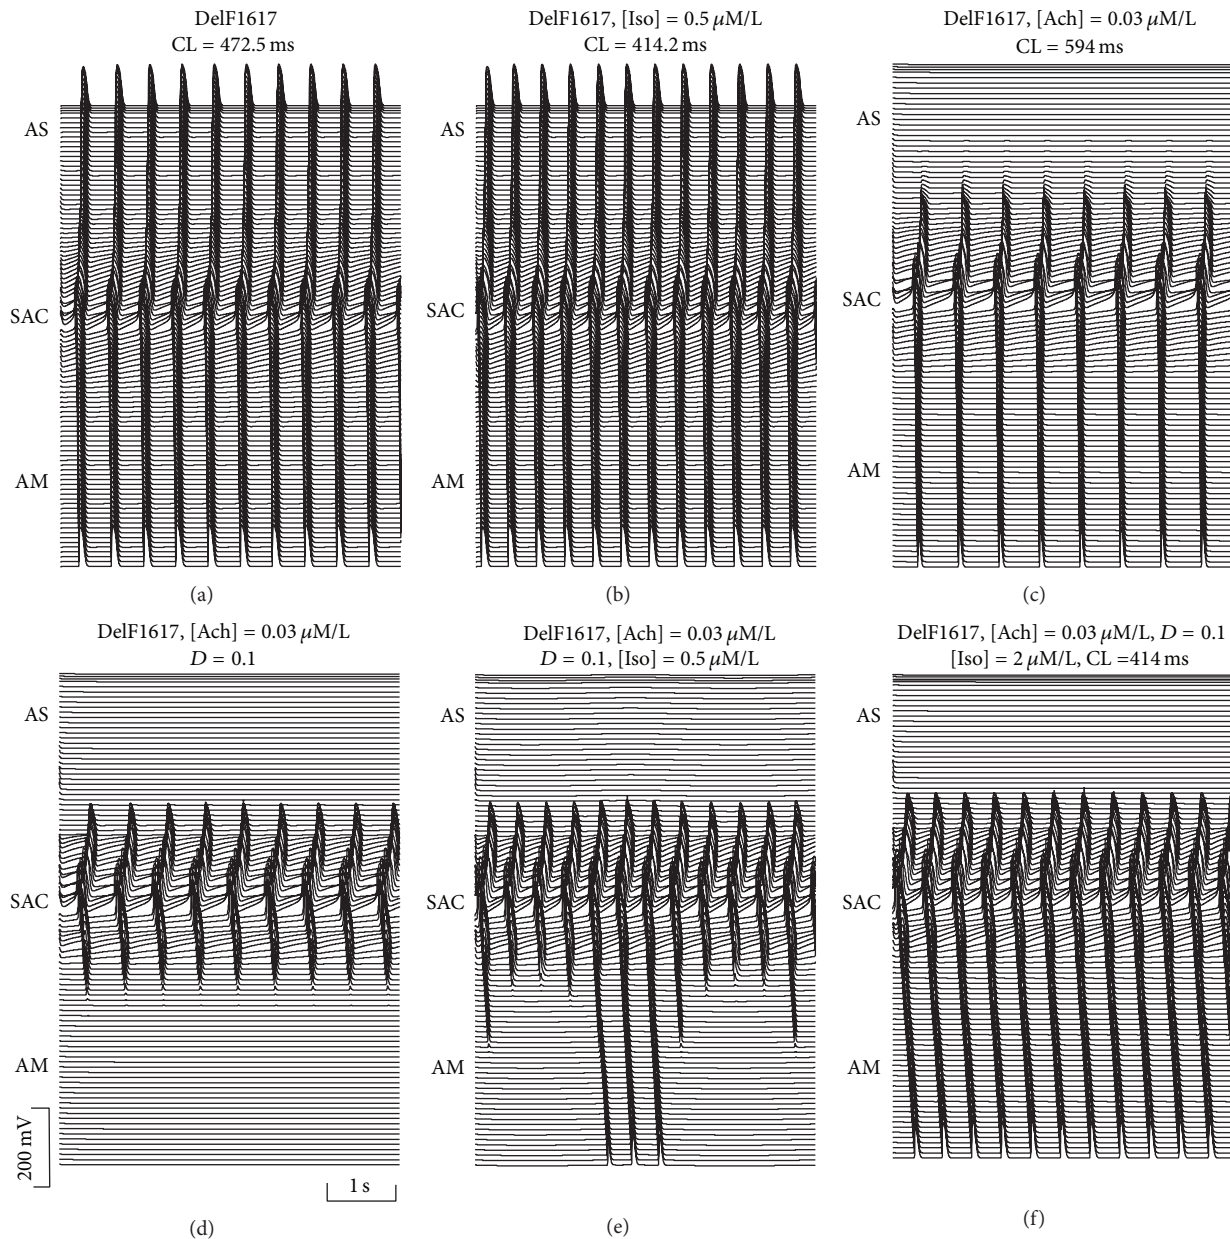 DelF1617
CL = 472.5 ms
AS
SAC
AM
(a)
DelF1617, [Iso] = 0.5 μM/L
CL = 414.2 ms
AS
SAC
AM
(b)
DelF1617, [Ach] = 0.03 μM/L
CL = 594 ms
AS
SAC
AM
(c)
DelF1617, [Ach] = 0.03 μM/L
D = 0.1
AS
SAC
AM
200 mV
1 s
(d)
DelF1617, [Ach] = 0.03 μM/L
D = 0.1, [Iso] = 0.5 μM/L
AS
SAC
AM
(e)
DelF1617, [Ach] = 0.03 μM/L, D = 0.1
[Iso] = 2 μM/L, CL =414 ms
AS
SAC
AM
(f)